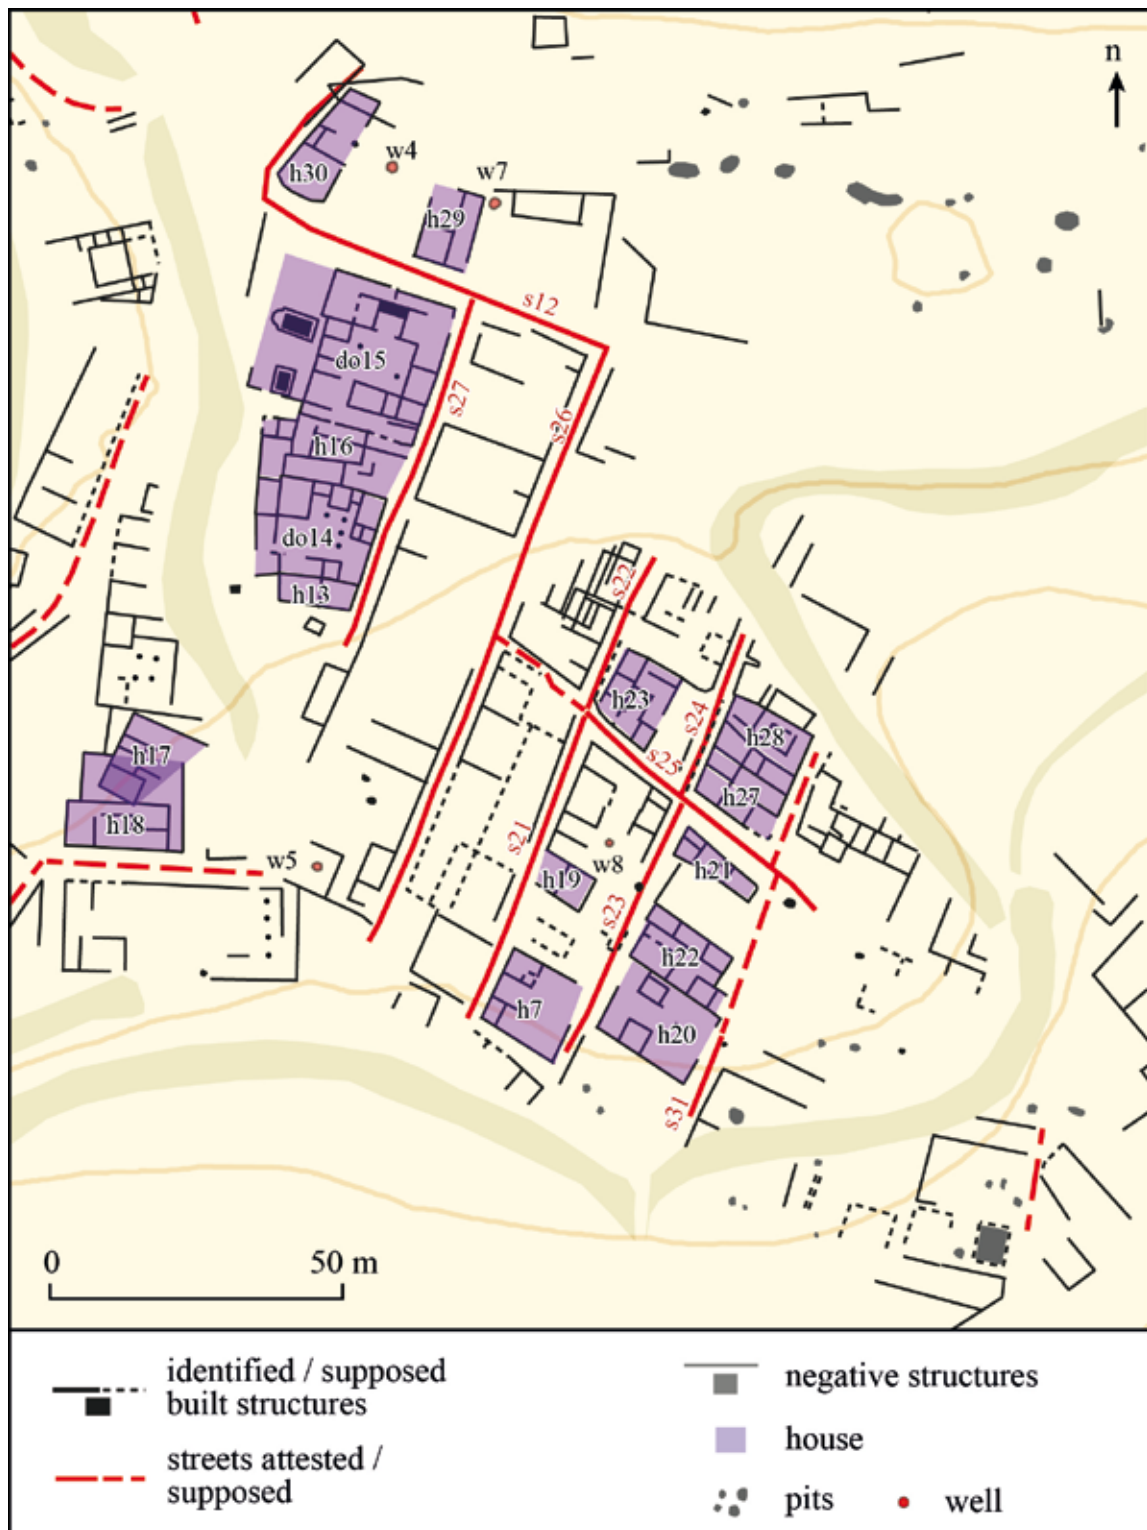 n
w4
h30
w7
h29
s12
do15
s27
s26
h16
do14
h13
s22
h23
s24
h17
h28
s25
h27
h18
s21
w8
w5
h19
h21
s23
h22
h7
h20
s31
0 50 m
identified / supposed
built structures
streets attested /
supposed
negative structures
house
pits
well